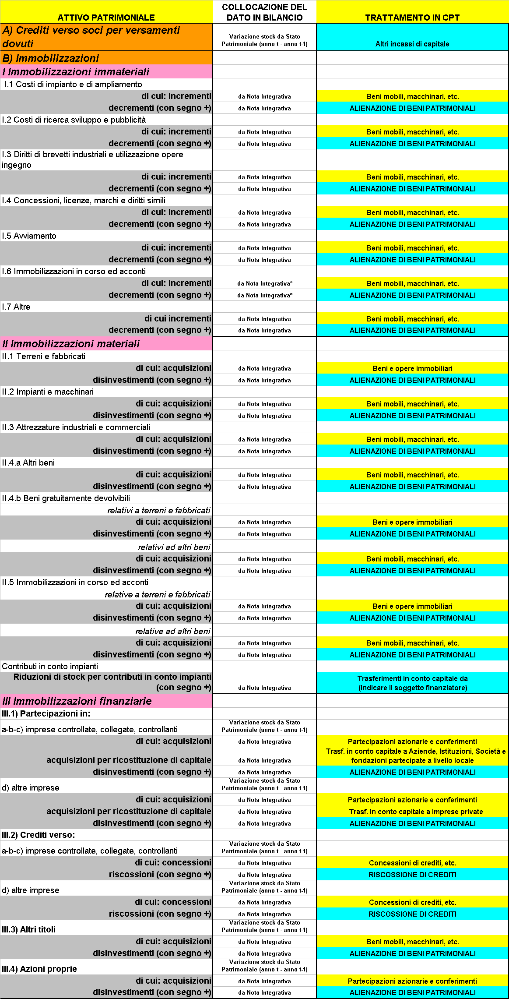 ATTIVO PATRIMONIALE
COLLOCAZIONE DEL
DATO IN BILANCIO
TRATTAMENTO IN CPT
A) Crediti verso soci per versamenti
dovuti
Variazione stock da Stato
Patrimoniale (anno t - anno t-1)
Altri incassi di capitale
B) Immobilizzazioni
I Immobilizzazioni immateriali
I.1 Costi di impianto e di ampliamento
di cui: incrementi da Nota Integrativa Beni mobili, macchinari, etc.
decrementi (con segno +) da Nota Integrativa ALIENAZIONE DI BENI PATRIMONIALI
I.2 Costi di ricerca sviluppo e pubblicità
di cui: incrementi da Nota Integrativa Beni mobili, macchinari, etc.
decrementi (con segno +) da Nota Integrativa ALIENAZIONE DI BENI PATRIMONIALI
I.3 Diritti di brevetti industriali e utilizzazione opere
ingegno
di cui: incrementi da Nota Integrativa Beni mobili, macchinari, etc.
decrementi (con segno +) da Nota Integrativa ALIENAZIONE DI BENI PATRIMONIALI
I.4 Concessioni, licenze, marchi e diritti simili
di cui: incrementi da Nota Integrativa Beni mobili, macchinari, etc.
decrementi (con segno +) da Nota Integrativa ALIENAZIONE DI BENI PATRIMONIALI
I.5 Avviamento
di cui: incrementi da Nota Integrativa Beni mobili, macchinari, etc.
decrementi (con segno +) da Nota Integrativa ALIENAZIONE DI BENI PATRIMONIALI
I.6 Immobilizzazioni in corso ed acconti
di cui: incrementi da Nota Integrativa* Beni mobili, macchinari, etc.
decrementi (con segno +) da Nota Integrativa* ALIENAZIONE DI BENI PATRIMONIALI
I.7 Altre
di cui incrementi da Nota Integrativa Beni mobili, macchinari, etc.
decrementi (con segno +) da Nota Integrativa ALIENAZIONE DI BENI PATRIMONIALI
II Immobilizzazioni materiali
II.1 Terreni e fabbricati
di cui: acquisizioni da Nota Integrativa Beni e opere immobiliari
disinvestimenti (con segno +) da Nota Integrativa ALIENAZIONE DI BENI PATRIMONIALI
II.2 Impianti e macchinari
di cui: acquisizioni da Nota Integrativa Beni mobili, macchinari, etc.
disinvestimenti (con segno +) da Nota Integrativa ALIENAZIONE DI BENI PATRIMONIALI
II.3 Attrezzature industriali e commerciali
di cui: acquisizioni da Nota Integrativa Beni mobili, macchinari, etc.
disinvestimenti (con segno +) da Nota Integrativa ALIENAZIONE DI BENI PATRIMONIALI
II.4.a Altri beni
di cui: acquisizioni da Nota Integrativa Beni mobili, macchinari, etc.
disinvestimenti (con segno +) da Nota Integrativa ALIENAZIONE DI BENI PATRIMONIALI
II.4.b Beni gratuitamente devolvibili
relativi a terreni e fabbricati
di cui: acquisizioni da Nota Integrativa Beni e opere immobiliari
disinvestimenti (con segno +) da Nota Integrativa ALIENAZIONE DI BENI PATRIMONIALI
relativi ad altri beni
di cui: acquisizioni da Nota Integrativa Beni mobili, macchinari, etc.
disinvestimenti (con segno +) da Nota Integrativa ALIENAZIONE DI BENI PATRIMONIALI
II.5 Immobilizzazioni in corso ed acconti
relative a terreni e fabbricati
di cui: acquisizioni da Nota Integrativa Beni e opere immobiliari
disinvestimenti (con segno +) da Nota Integrativa ALIENAZIONE DI BENI PATRIMONIALI
relative ad altri beni
di cui: acquisizioni da Nota Integrativa Beni mobili, macchinari, etc.
disinvestimenti (con segno +) da Nota Integrativa ALIENAZIONE DI BENI PATRIMONIALI
Contributi in conto impianti
Riduzioni di stock per contributi in conto impianti
(con segno +)
da Nota Integrativa
Trasferimenti in conto capitale da
(indicare il soggetto finanziatore)
III Immobilizzazioni finanziarie
III.1) Partecipazioni in:
a-b-c) imprese controllate, collegate, controllanti
Variazione stock da Stato
Patrimoniale (anno t - anno t-1)
di cui: acquisizioni da Nota Integrativa Partecipazioni azionarie e conferimenti
acquisizioni per ricostituzione di capitale da Nota Integrativa
Trasf. in conto capitale a Aziende, Istituzioni, Società e
fondazioni partecipate a livello locale
disinvestimenti (con segno +) da Nota Integrativa ALIENAZIONE DI BENI PATRIMONIALI
d) altre imprese
Variazione stock da Stato
Patrimoniale (anno t - anno t-1)
di cui: acquisizioni da Nota Integrativa Partecipazioni azionarie e conferimenti
acquisizioni per ricostituzione di capitale da Nota Integrativa Trasf. in conto capitale a imprese private
disinvestimenti (con segno +) da Nota Integrativa ALIENAZIONE DI BENI PATRIMONIALI
III.2) Crediti verso:
a-b-c) imprese controllate, collegate, controllanti
Variazione stock da Stato
Patrimoniale (anno t - anno t-1)
di cui: concessioni da Nota Integrativa Concessioni di crediti, etc.
riscossioni (con segno +) da Nota Integrativa RISCOSSIONE DI CREDITI
d) altre imprese
Variazione stock da Stato
Patrimoniale (anno t - anno t-1)
di cui: concessioni da Nota Integrativa Concessioni di crediti, etc.
riscossioni (con segno +) da Nota Integrativa RISCOSSIONE DI CREDITI
III.3) Altri titoli
Variazione stock da Stato
Patrimoniale (anno t - anno t-1)
di cui: acquisizioni da Nota Integrativa Beni mobili, macchinari, etc.
disinvestimenti (con segno +) da Nota Integrativa ALIENAZIONE DI BENI PATRIMONIALI
III.4) Azioni proprie
Variazione stock da Stato
Patrimoniale (anno t - anno t-1)
di cui: acquisizioni da Nota Integrativa Partecipazioni azionarie e conferimenti
disinvestimenti (con segno +) da Nota Integrativa ALIENAZIONE DI BENI PATRIMONIALI